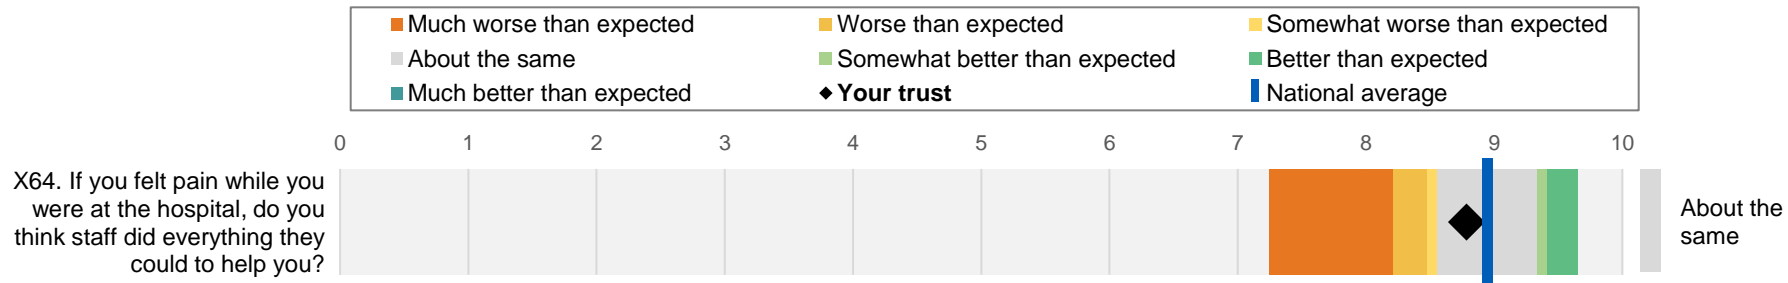 Much worse than expected
Worse than expected
Somewhat worse than expected
About the same
Somewhat better than expected
Better than expected
Much better than expected
Your trust
National average
0 1 2 3 4 5 6 7 8 9 10
X64. If you felt pain while you
were at the hospital, do you
think staff did everything they
could to help you?
About the
same